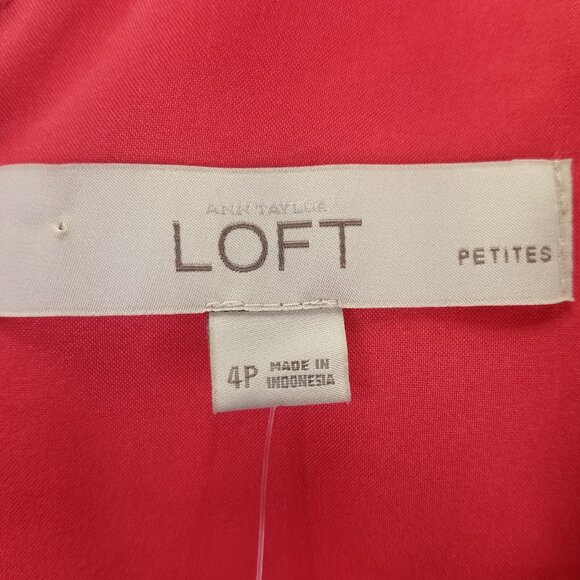 ANN TAYLOR
LOFT
PETITES
4P
MADE IN
INDONESIA